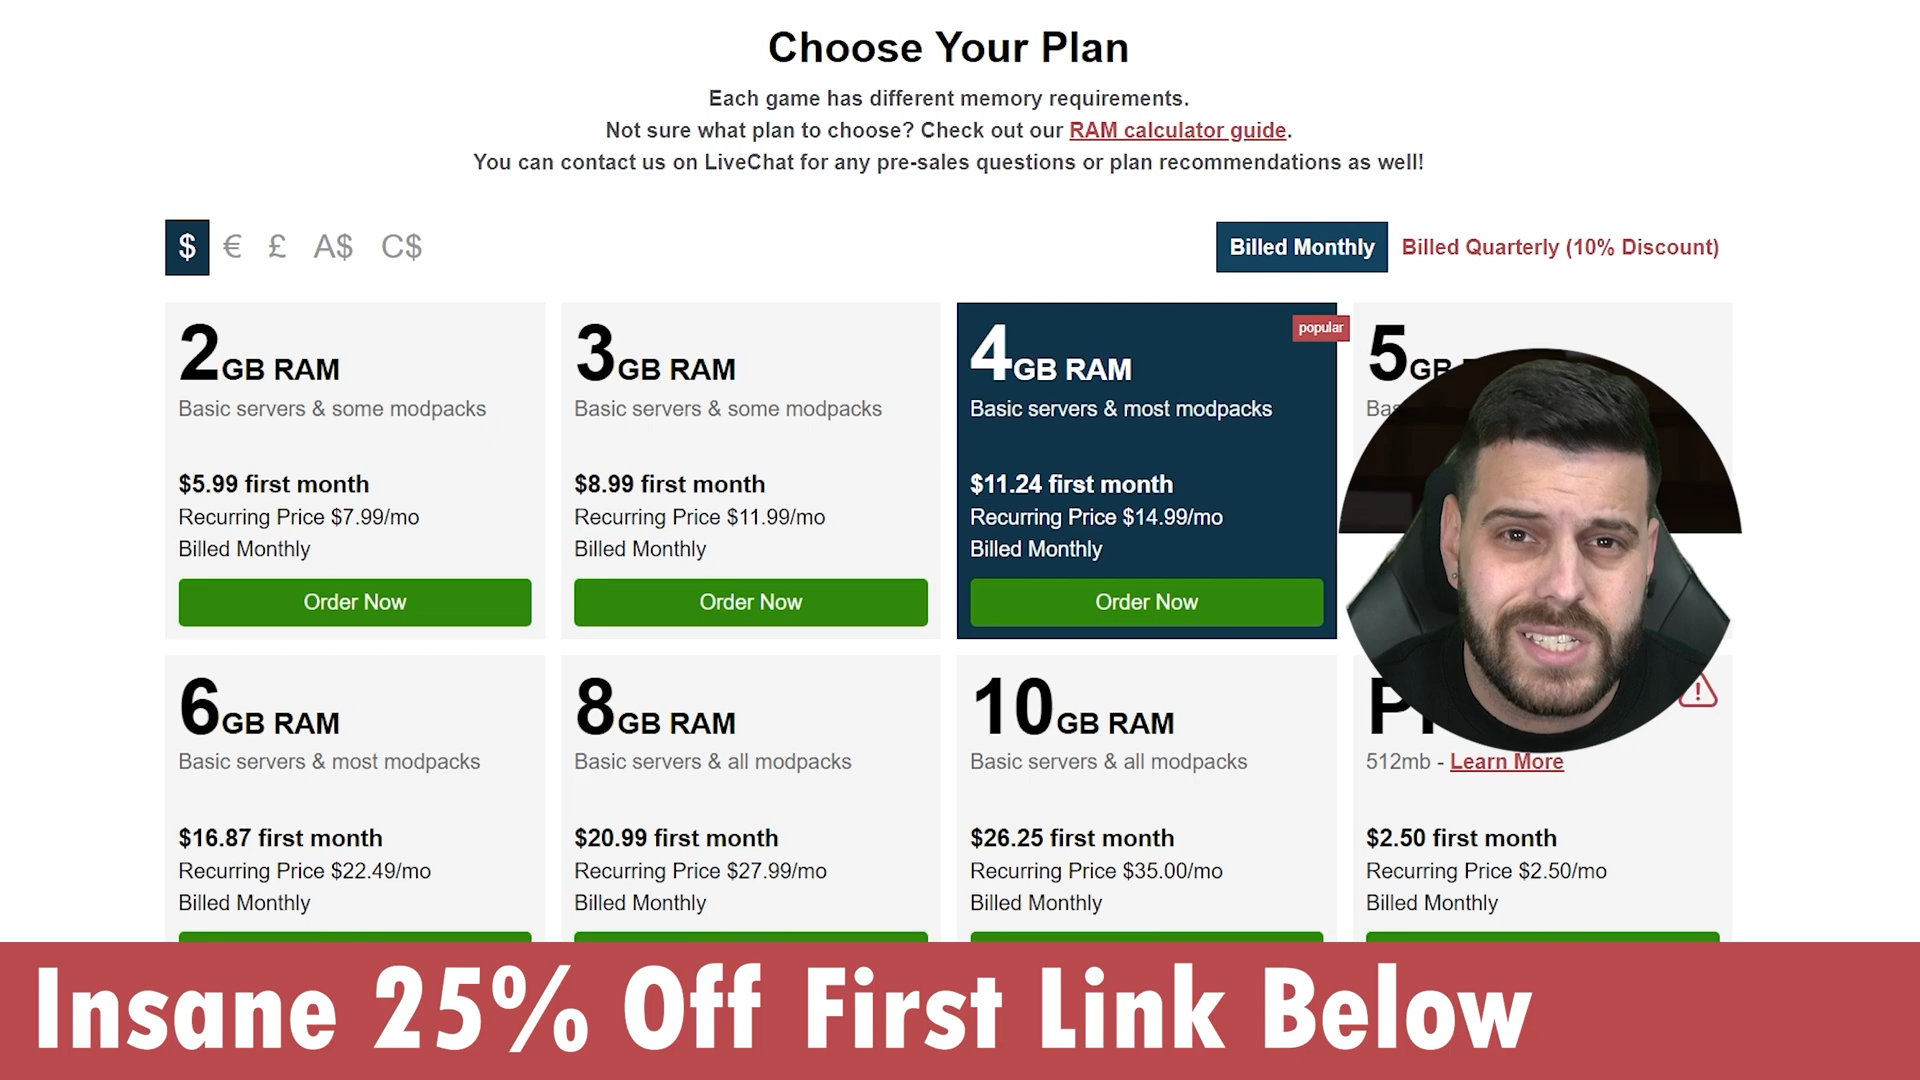 Choose Your Plan
Each game has different memory requirements.
Not sure what plan to choose? Check out our RAM calculator guide.
You can contact us on LiveChat for any pre-sales questions or plan recommendations as well!
$ € £ A$ C$
Billed Monthly Billed Quarterly (10% Discount)
2GB RAM
Basic servers & some modpacks
$5.99 first month
Recurring Price $7.99/mo
Billed Monthly
Order Now
3GB RAM
Basic servers & some modpacks
$8.99 first month
Recurring Price $11.99/mo
Billed Monthly
Order Now
popular
4GB RAM
Basic servers & most modpacks
$11.24 first month
Recurring Price $14.99/mo
Billed Monthly
Order Now
5GB
6GB RAM
Basic servers & most modpacks
$16.87 first month
Recurring Price $22.49/mo
Billed Monthly
8GB RAM
Basic servers & all modpacks
$20.99 first month
Recurring Price $27.99/mo
Billed Monthly
10GB RAM
Basic servers & all modpacks
$26.25 first month
Recurring Price $35.00/mo
Billed Monthly
512mb - Learn More
$2.50 first month
Recurring Price $2.50/mo
Billed Monthly
Insane 25% Off First Link Below